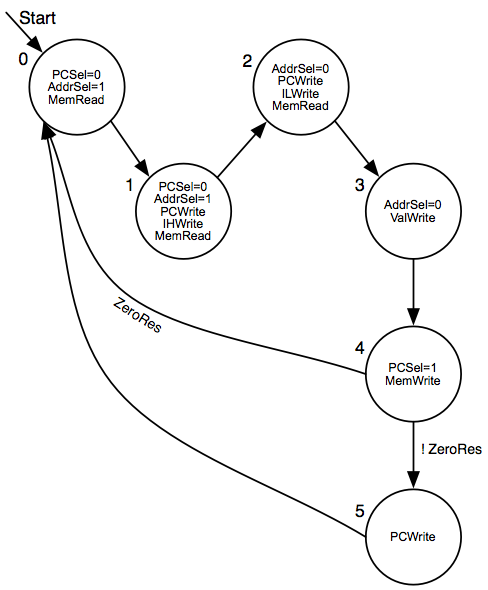 Start
0
PCSel=0
AddrSel=1
MemRead
1
PCSel=0
AddrSel=1
PCWrite
IHWrite
MemRead
2
AddrSel=0
PCWrite
ILWrite
MemRead
3
AddrSel=0
ValWrite
ZeroRes
4
PCSel=1
MemWrite
! ZeroRes
5
PCWrite